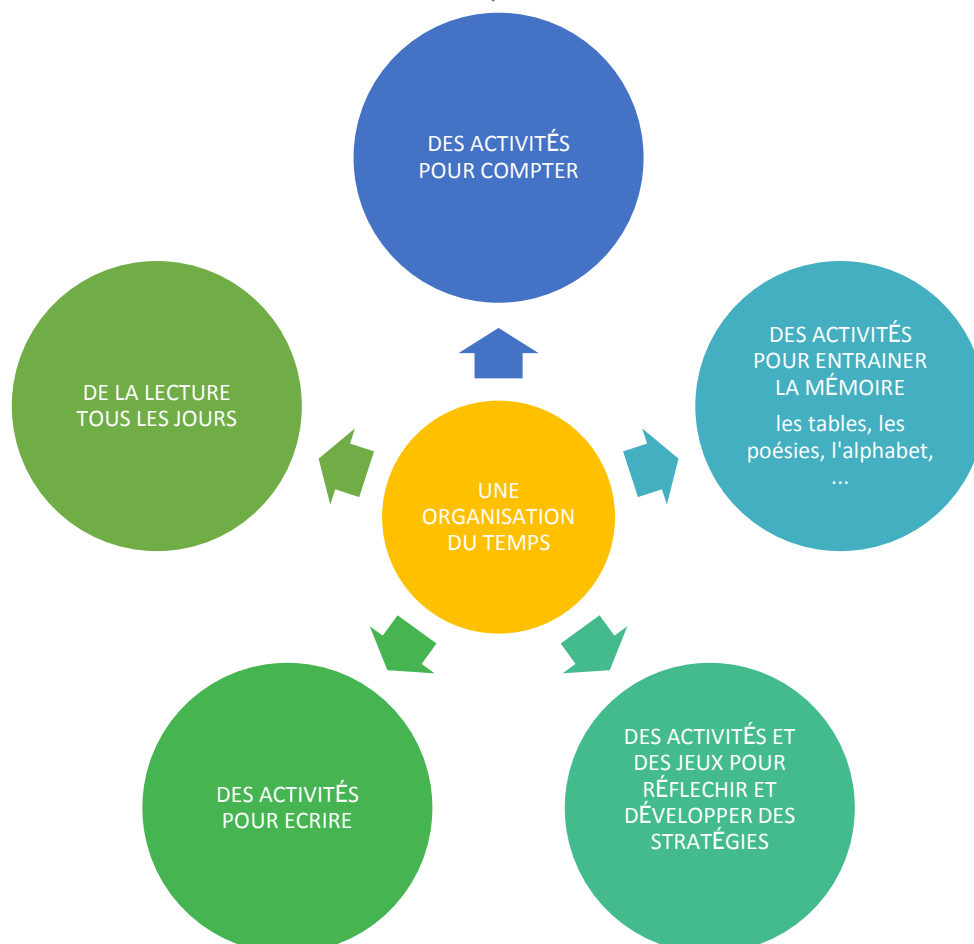 DES ACTIVITÉS
POUR COMPTER
DES ACTIVITÉS
POUR ENTRAINER
LA MÉMOIRE
les tables, les
poésies, l'alphabet,
...
DE LA LECTURE
TOUS LES JOURS
UNE
ORGANISATION
DU TEMPS
DES ACTIVITÉS ET
DES JEUX POUR
RÉFLECHIR ET
DÉVELOPPER DES
STRATÉGIES
DES ACTIVITÉS
POUR ECRIRE